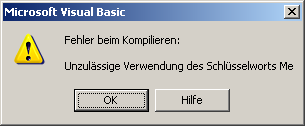 Microsoft Visual Basic
Fehler beim Kompilieren:
Unzulässige Verwendung des Schlüsselworts Me
OK
Hilfe